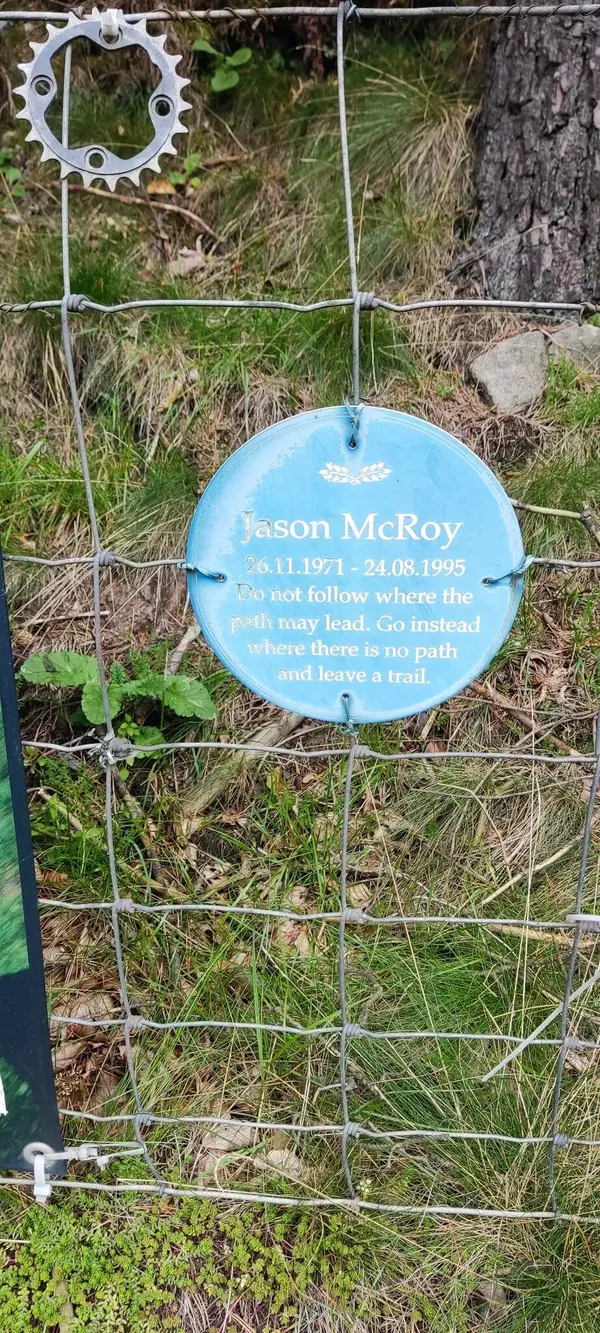 Jason McRoy
26.11.1971 - 24.08.1995
Do not follow where the
path may lead. Go instead
where there is no path
and leave a trail.